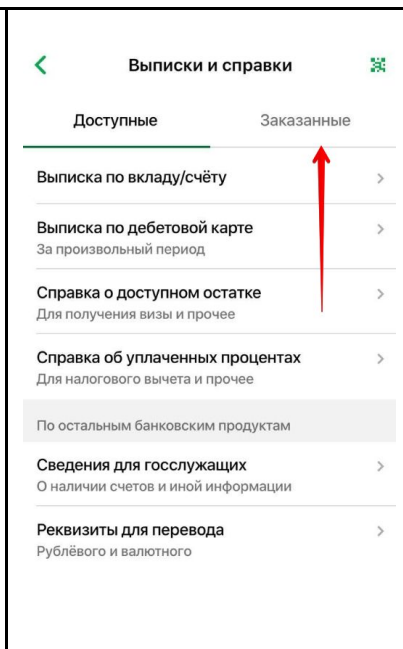 Выписки и справки
Доступные
Заказанные
Выписка по вкладу/счёту
Выписка по дебетовой карте
За произвольный период
Справка о доступном остатке
Для получения визы и прочее
Справка об уплаченных процентах
Для налогового вычета и прочее
По остальным банковским продуктам
Сведения для госслужащих
О наличии счетов и иной информации
Реквизиты для перевода
Рублёвого и валютного